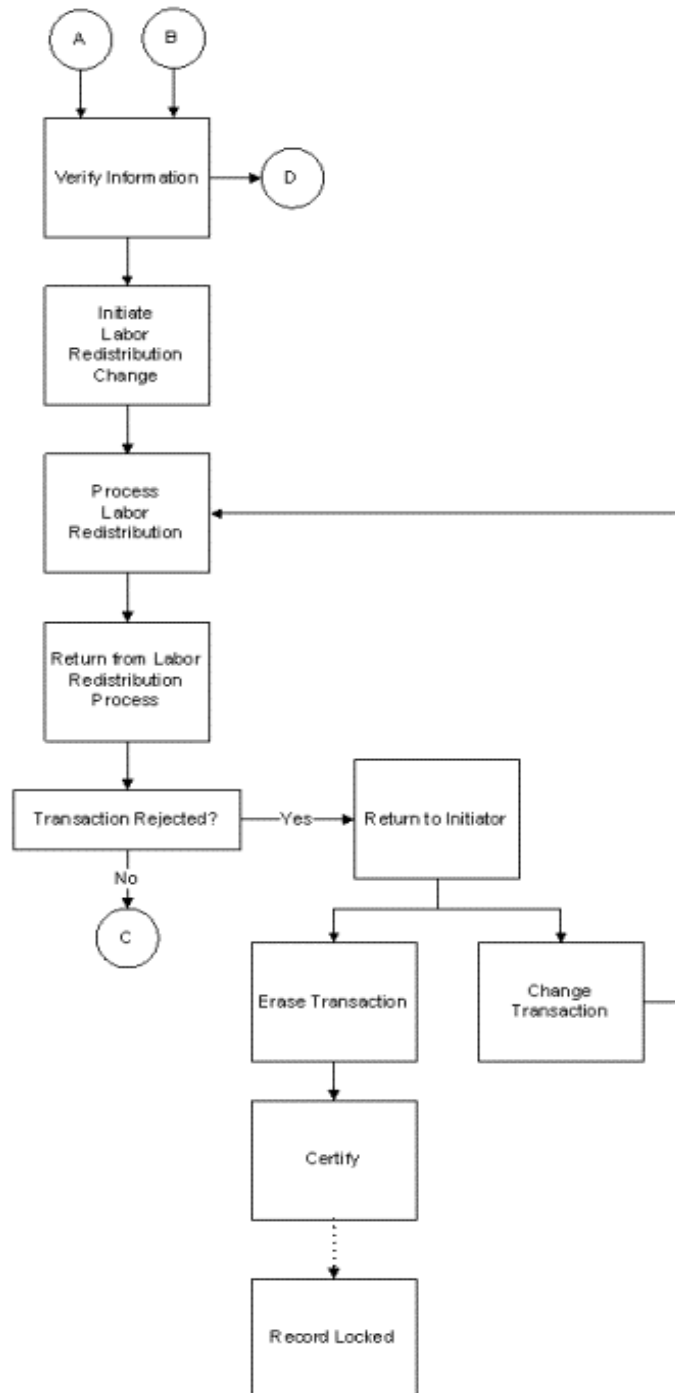 A
B
Verify Information
D
Initiate
Labor
Redistribution
Change
Process
Labor
Redistribution
Return from Labor
Redistribution
Process
Transaction Rejected?
Yes
Return to Initiator
No
C
Erase Transaction
Change
Transaction
Certify
Record Locked